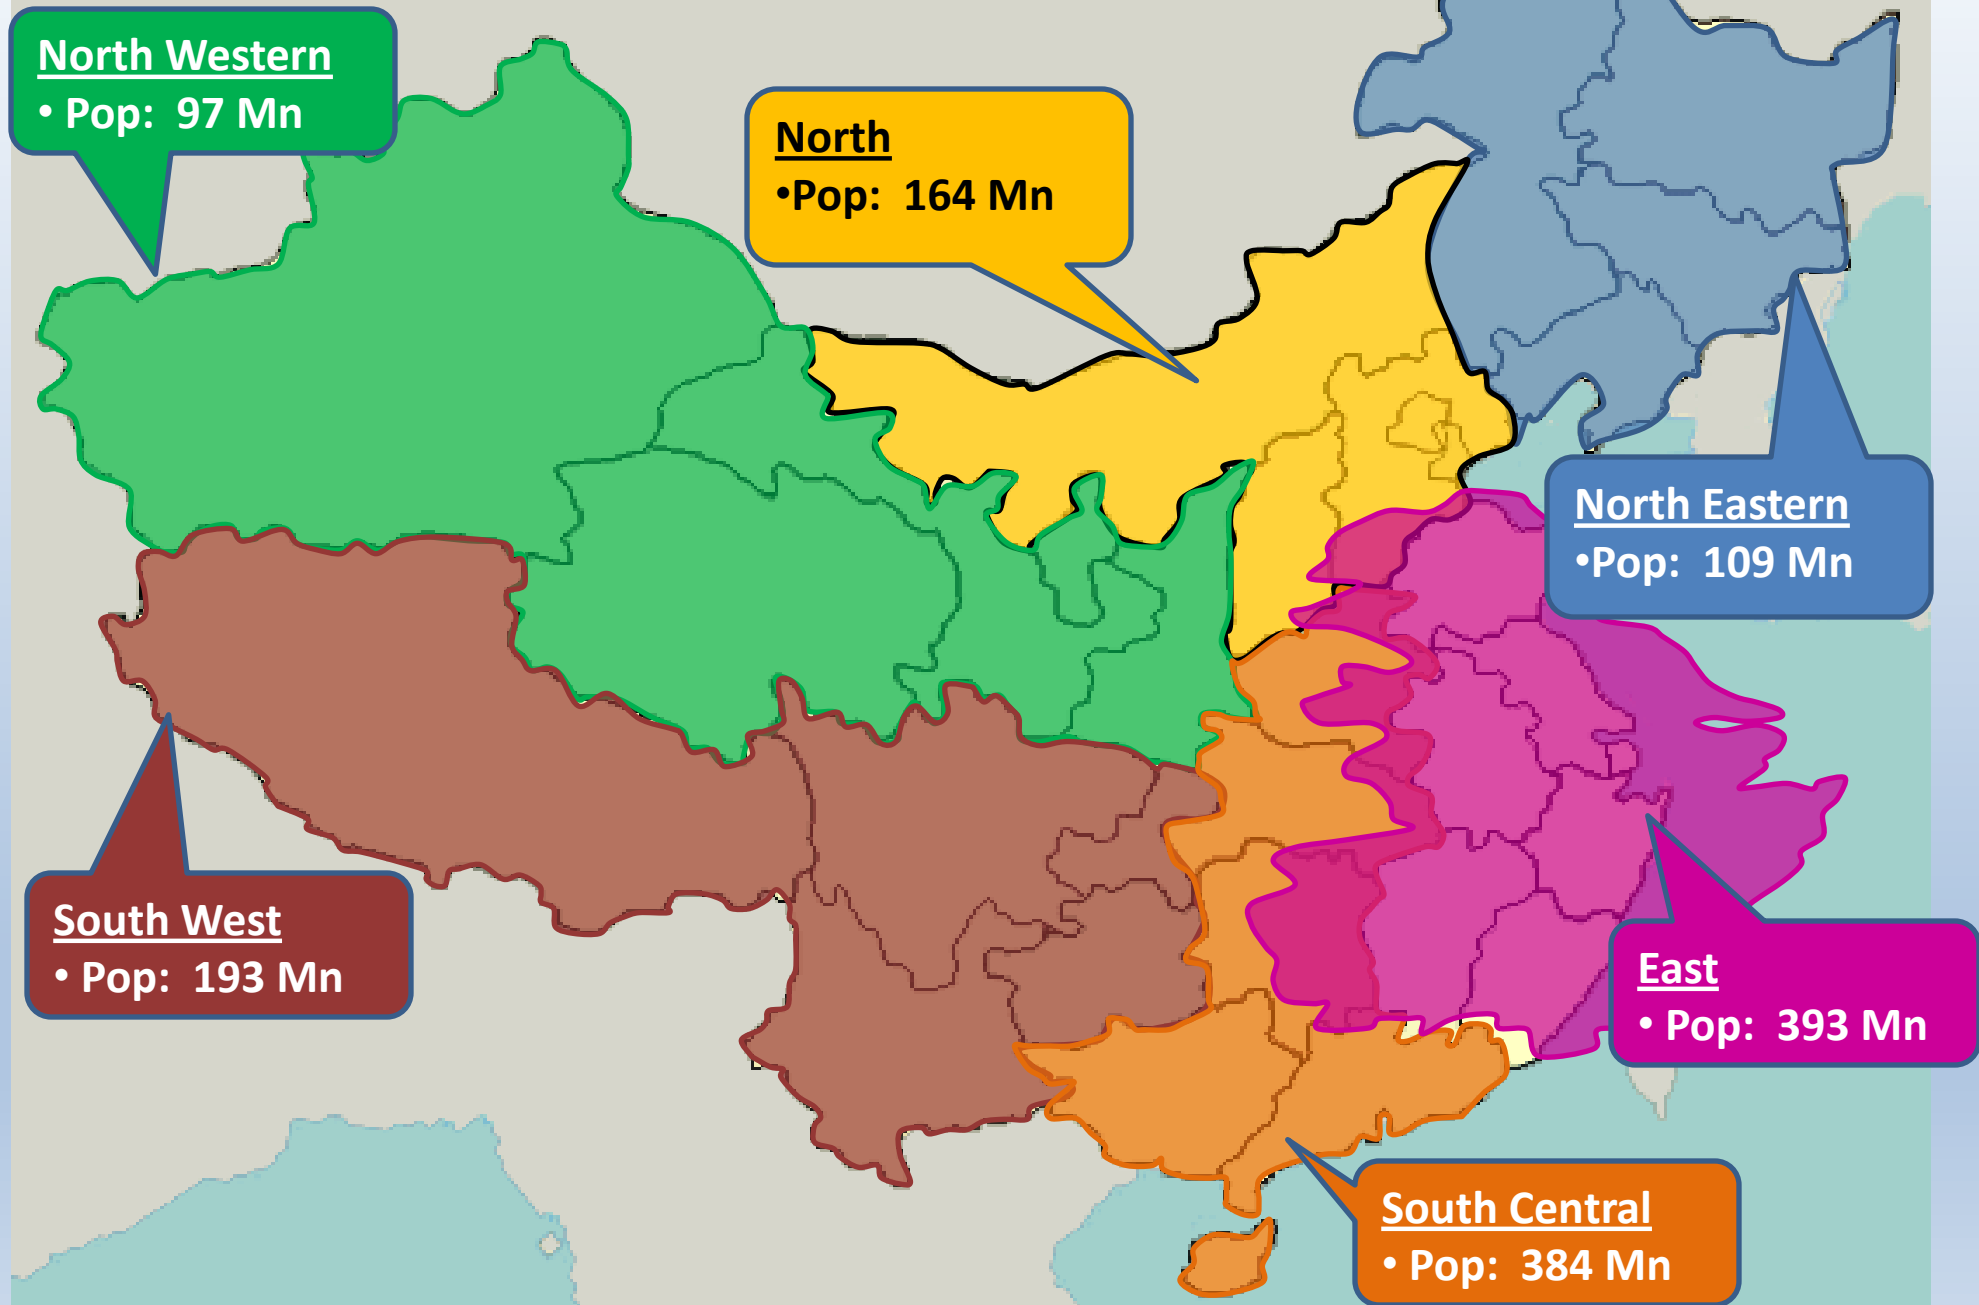 North Western
• Pop: 97 Mn
North
•Pop: 164 Mn
North Eastern
•Pop: 109 Mn
South West
• Pop: 193 Mn
East
• Pop: 393 Mn
South Central
• Pop: 384 Mn